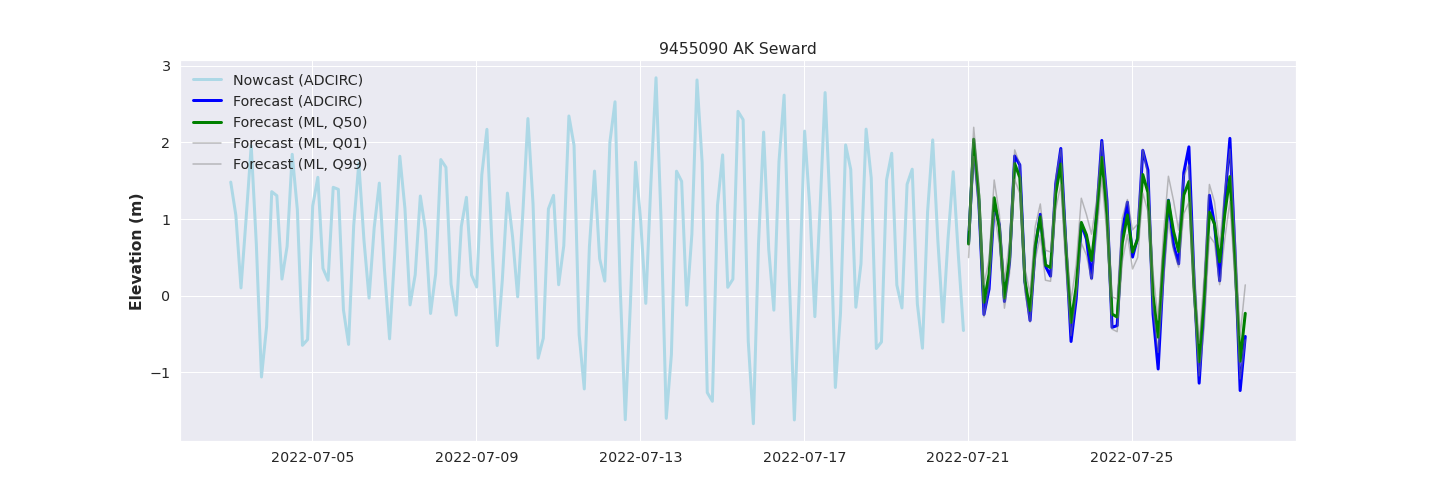 9455090 AK Seward
Elevation (m)
3
2
1
0
−1
Nowcast (ADCIRC)
Forecast (ADCIRC)
Forecast (ML, Q50)
Forecast (ML, Q01)
Forecast (ML, Q99)
2022-07-05
2022-07-09
2022-07-13
2022-07-17
2022-07-21
2022-07-25